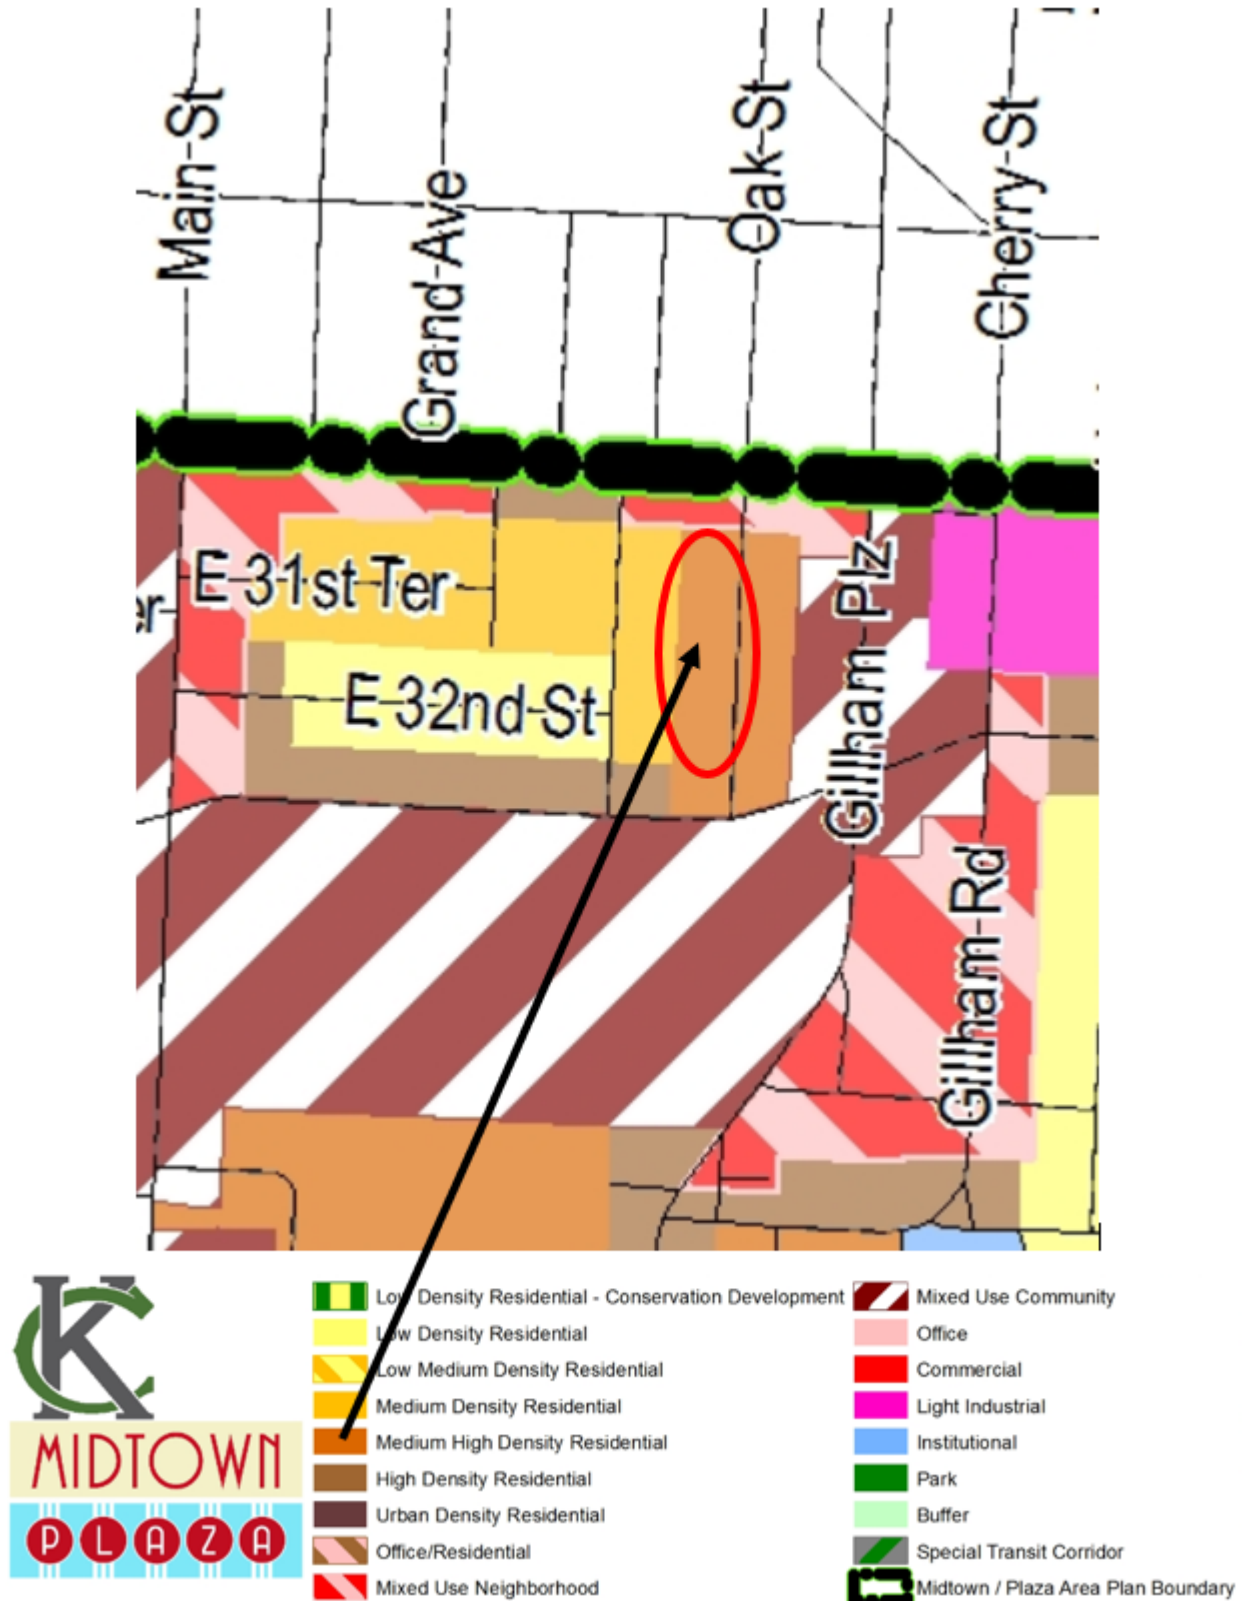 Main St
Grand Ave
Oak St
Cherry St
E 31st Ter
er
Gillham Plz
E 32nd St
Gillham Rd
KC
MIDTOWN
PLAZA
Low Density Residential - Conservation Development
Low Density Residential
Low Medium Density Residential
Medium Density Residential
Medium High Density Residential
High Density Residential
Urban Density Residential
Office/Residential
Mixed Use Neighborhood
Mixed Use Community
Office
Commercial
Light Industrial
Institutional
Park
Buffer
Special Transit Corridor
Midtown / Plaza Area Plan Boundary